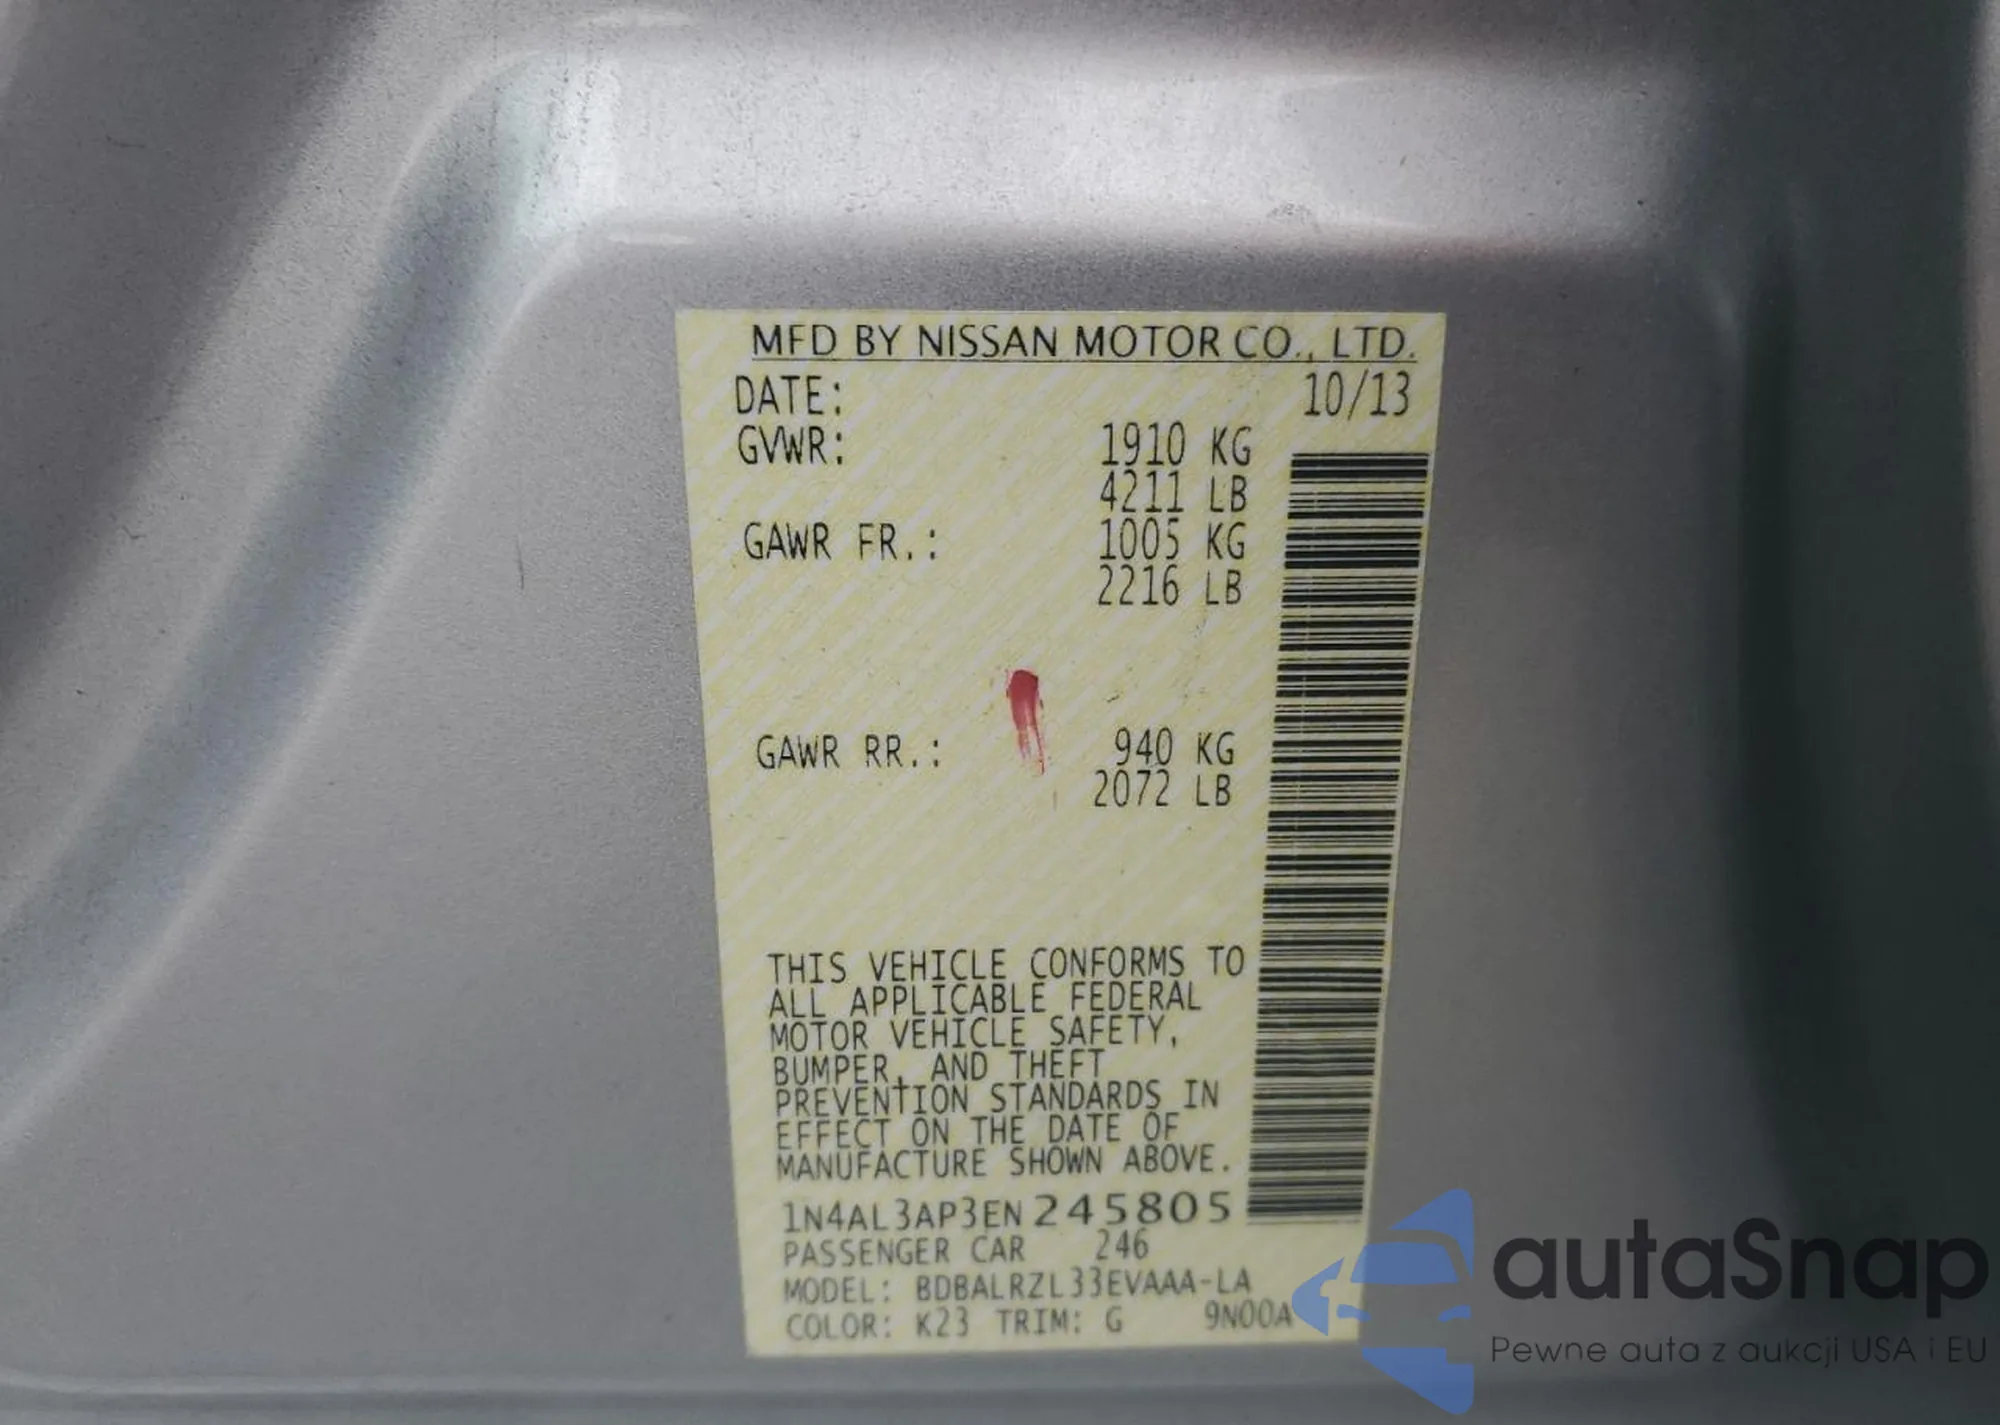 MFD BY NISSAN MOTOR CO., LTD.
DATE: 10/13
GVWR: 1910 KG
4211 LB
GAWR FR.: 1005 KG
2216 LB
GAWR RR.: 940 KG
2072 LB
THIS VEHICLE CONFORMS TO
ALL APPLICABLE FEDERAL
MOTOR VEHICLE SAFETY,
BUMPER, AND THEFT
PREVENTION STANDARDS IN
EFFECT ON THE DATE OF
MANUFACTURE SHOWN ABOVE.
1N4AL3AP3EN245805
PASSENGER CAR 246
MODEL: BDBALRZL33EVAAA-LA
COLOR: K23 TRIM: G 9N00A
autaSnap
Pewne auta z aukcji USA i EU